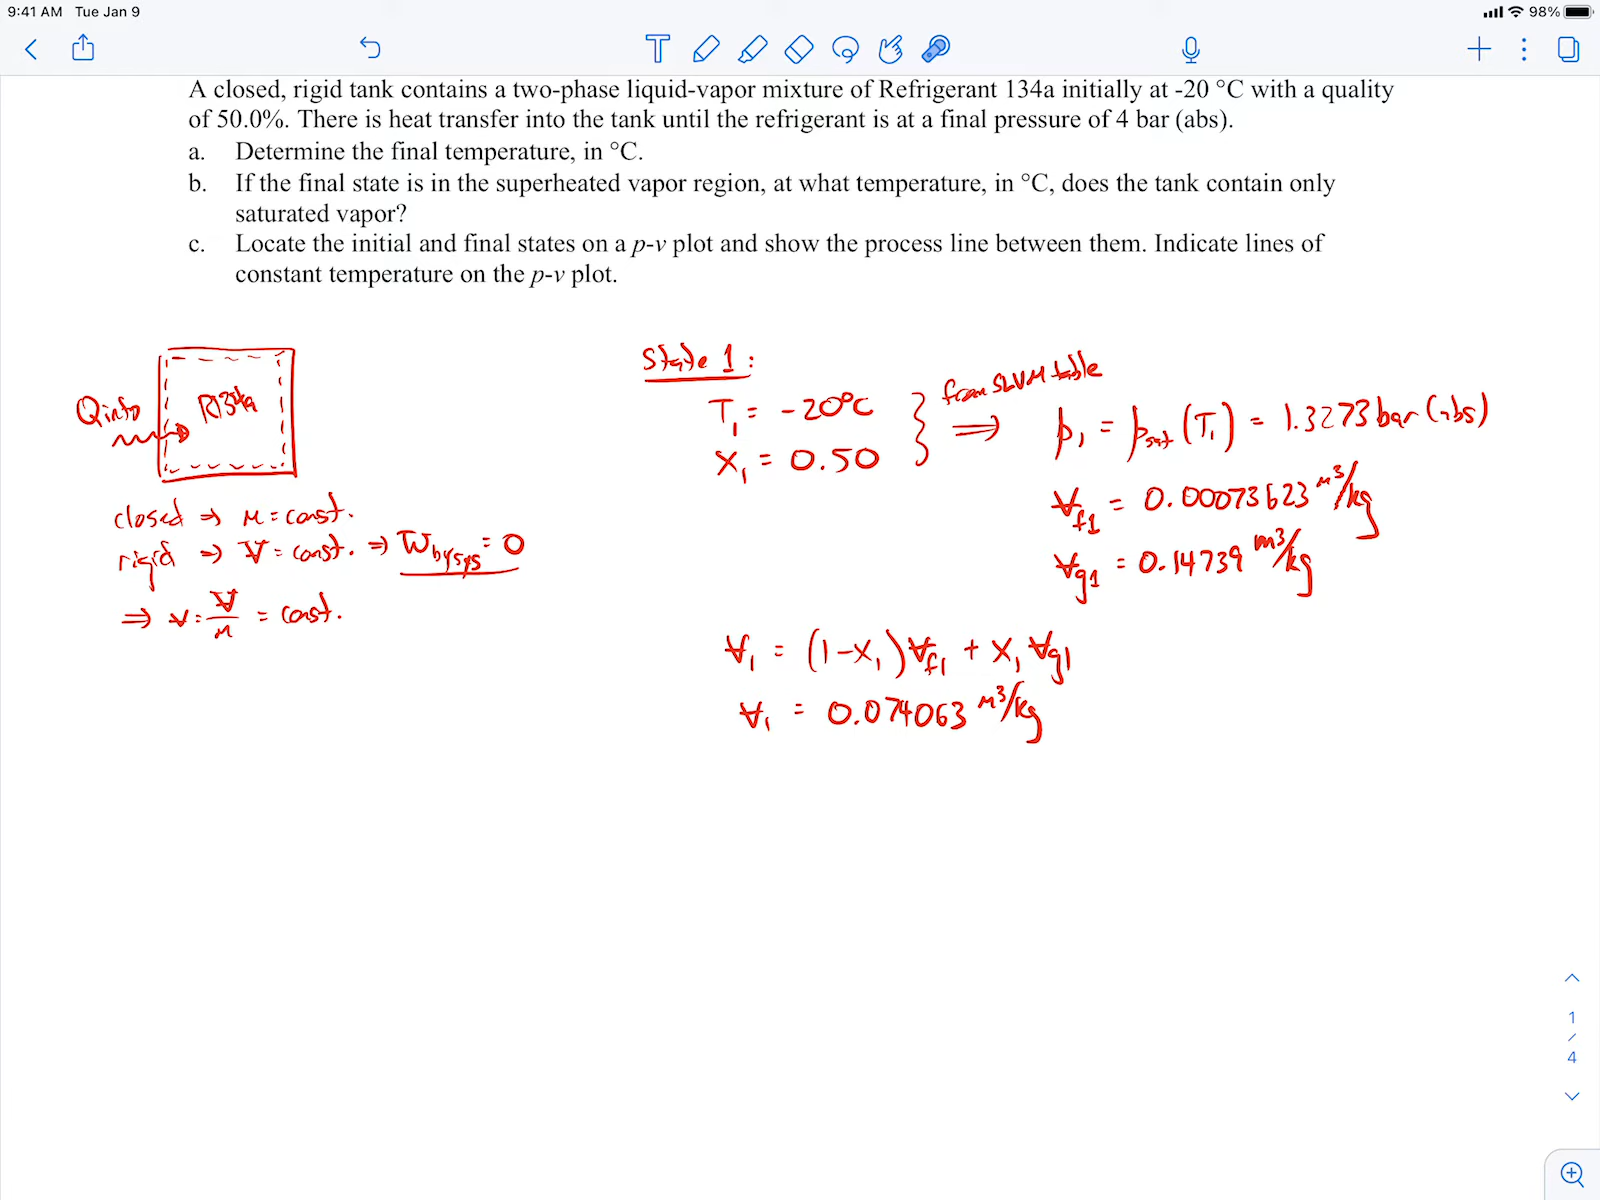 9:41 AM Tue Jan 9
98%
A closed, rigid tank contains a two-phase liquid-vapor mixture of Refrigerant 134a initially at -20 °C with a quality
of 50.0%. There is heat transfer into the tank until the refrigerant is at a final pressure of 4 bar (abs).
a. Determine the final temperature, in °C.
b. If the final state is in the superheated vapor region, at what temperature, in °C, does the tank contain only
saturated vapor?
c. Locate the initial and final states on a p-v plot and show the process line between them. Indicate lines of
constant temperature on the p-v plot.
Qinto
R134a
closed ⇒ M = const.
rigid ⇒ V = const. ⇒ Wbysys = 0
⇒ v = V/M = const.
State 1:
T1 = -20°C
x1 = 0.50
} from SLVM table ⇒
p1 = psat (T1) = 1.3273 bar (abs)
vf1 = 0.00073623 m³/kg
vg1 = 0.14739 m³/kg
v1 = (1-x1)vf1 + x1 vg1
v1 = 0.074063 m³/kg
1
/
4